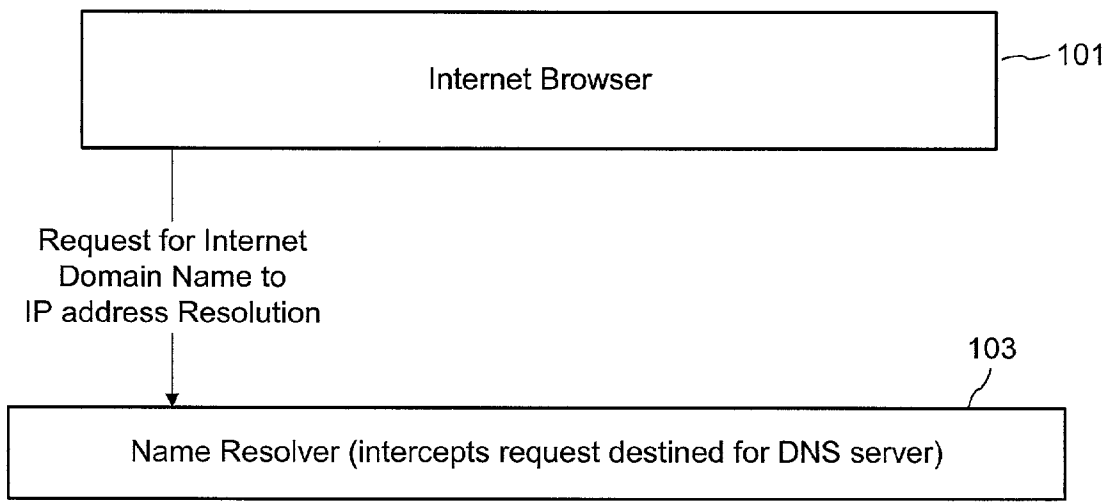 Internet Browser
101
Request for Internet
Domain Name to
IP address Resolution
103
Name Resolver (intercepts request destined for DNS server)